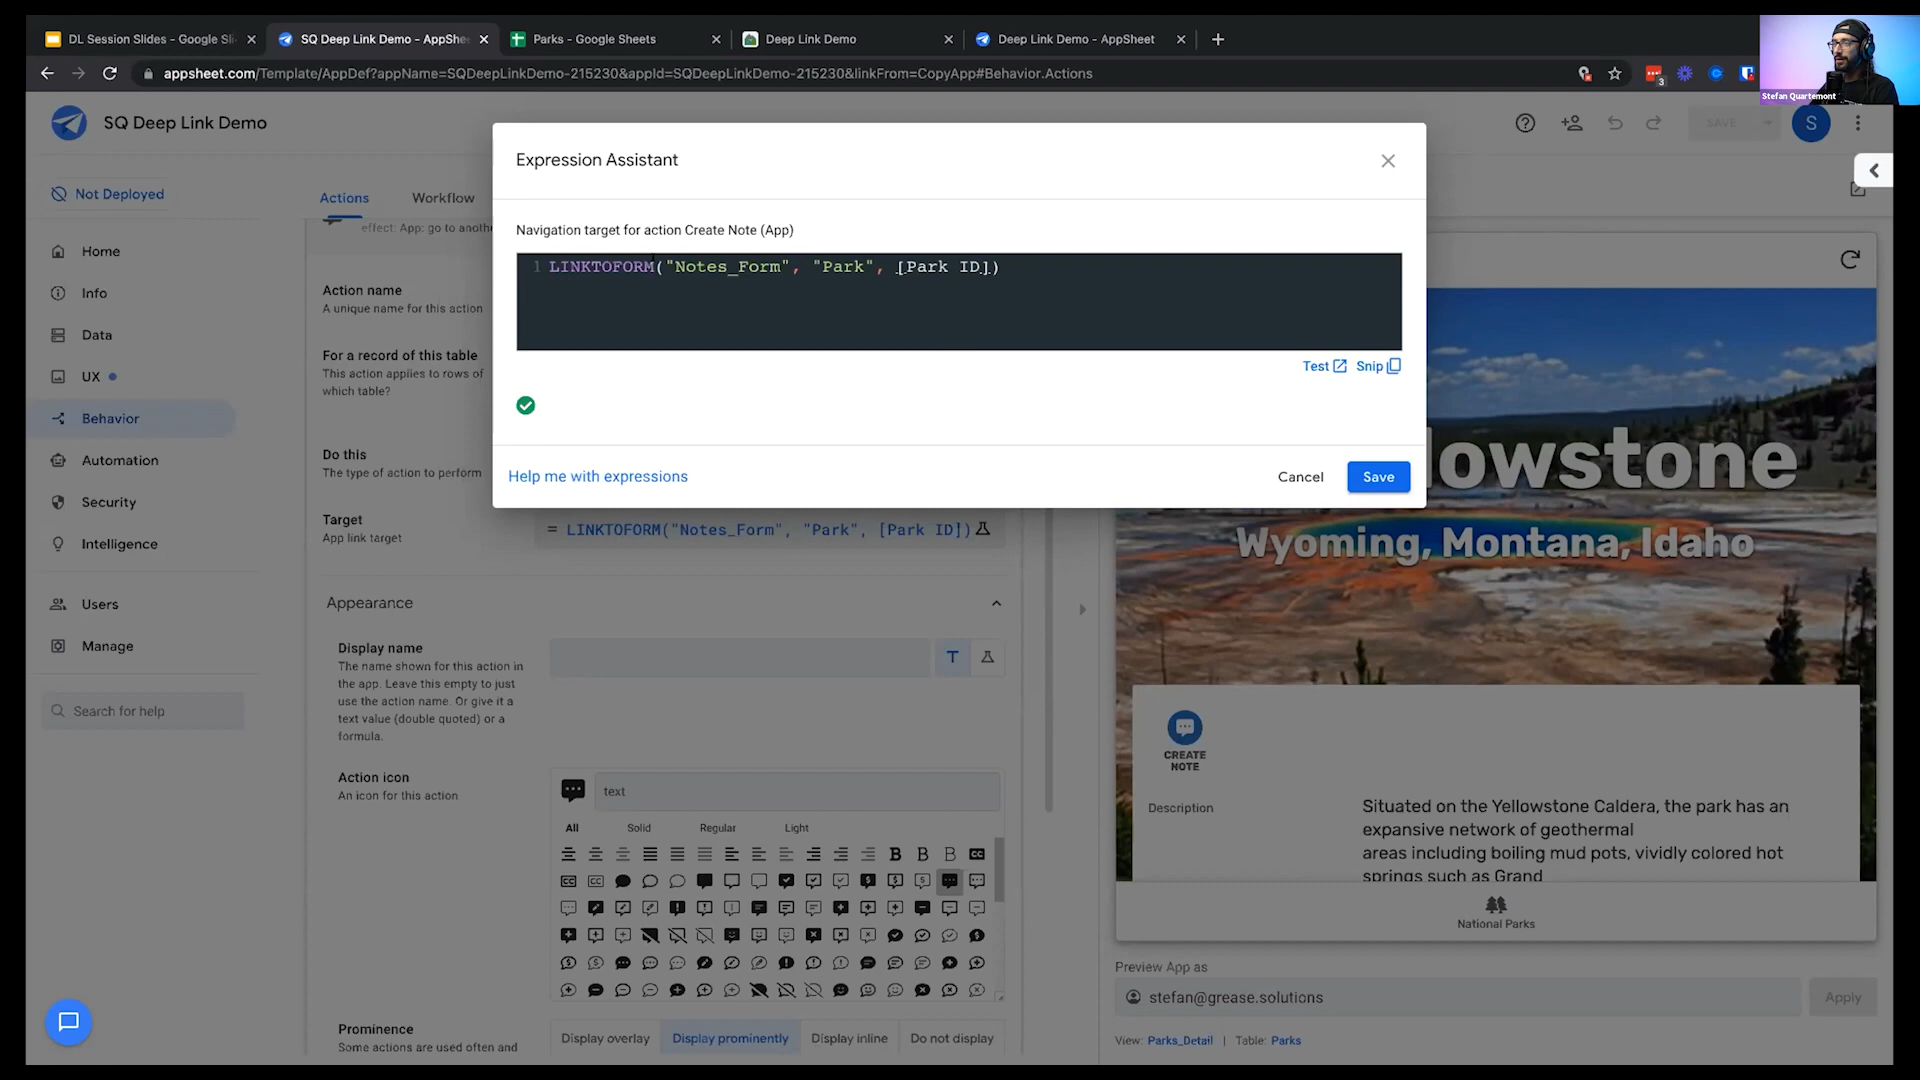 DL Session Slides - Google Sli
SQ Deep Link Demo - AppShe
Parks - Google Sheets
Deep Link Demo
Deep Link Demo - AppSheet
appsheet.com/Template/AppDef?appName=SQDeepLinkDemo-215230&appId=SQDeepLinkDemo-215230&linkFrom=CopyApp#Behavior.Actions
3
Stefan Quartemont
SQ Deep Link Demo
SAVE
S
Not Deployed
Home
Info
Data
UX
Behavior
Automation
Security
Intelligence
Users
Manage
Search for help
Actions
Workflow
effect: App: go to anothe
Action name
A unique name for this action
For a record of this table
This action applies to rows of
which table?
Do this
The type of action to perform
Target
App link target
= LINKTOFORM("Notes_Form", "Park", [Park ID])
Expression Assistant
Navigation target for action Create Note (App)
1 LINKTOFORM("Notes_Form", "Park", [Park ID])
Test
Snip
Help me with expressions
Cancel
Save
Appearance
Display name
The name shown for this action in
the app. Leave this empty to just
use the action name. Or give it a
text value (double quoted) or a
formula.
T
Action icon
An icon for this action
text
All
Solid
Regular
Light
Prominence
Some actions are used often and
Display overlay
Display prominently
Display inline
Do not display
lowstone
Wyoming, Montana, Idaho
CREATE
NOTE
Description
Situated on the Yellowstone Caldera, the park has an
expansive network of geothermal
areas including boiling mud pots, vividly colored hot
springs such as Grand
National Parks
Preview App as
stefan@grease.solutions
Apply
View: Parks_Detail | Table: Parks